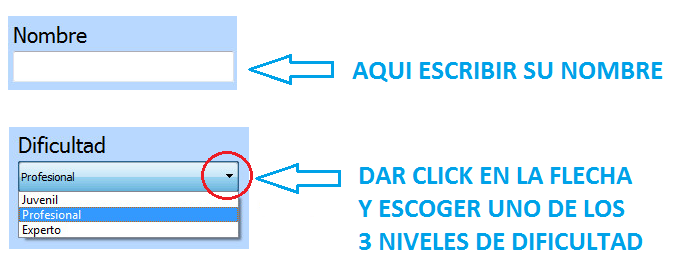 Nombre
AQUI ESCRIBIR SU NOMBRE
Dificultad
Profesional
Juvenil
Profesional
Experto
DAR CLICK EN LA FLECHA
Y ESCOGER UNO DE LOS
3 NIVELES DE DIFICULTAD